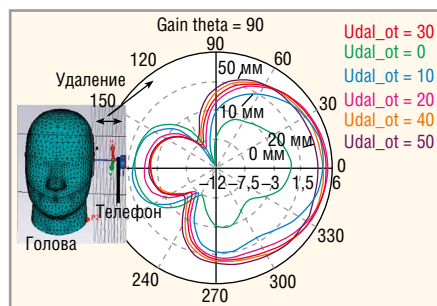 Gain theta = 90
90
120
60
Удаление
150
50 мм
10 мм
30
20 мм
0 мм
0
–12
–7,5
–3
1,5
6
Телефон
Голова
330
240
300
270
Udal_ot = 30
Udal_ot = 0
Udal_ot = 10
Udal_ot = 20
Udal_ot = 40
Udal_ot = 50